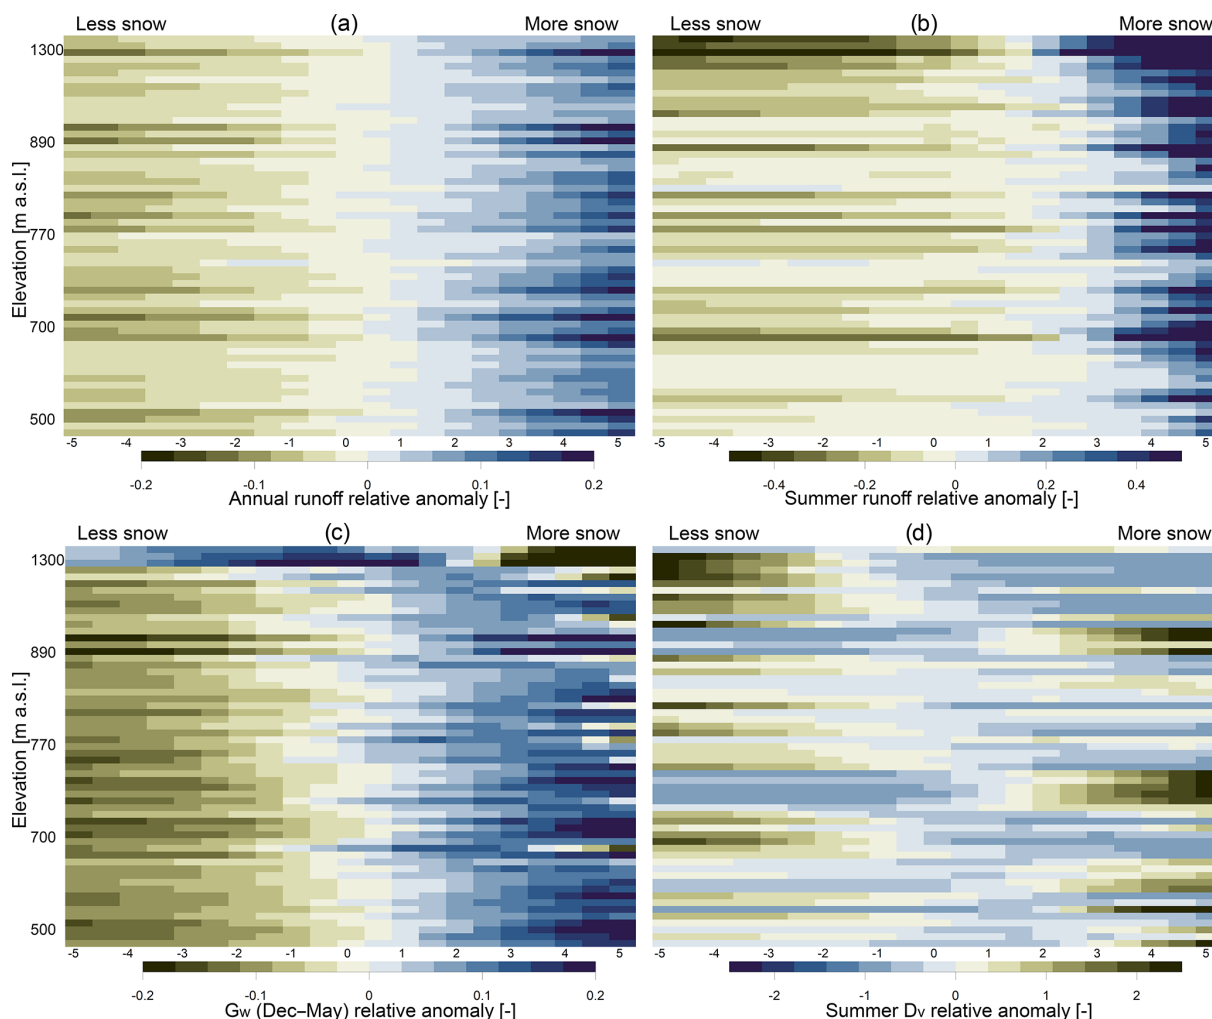 Less snow (a) More snow
Less snow (b) More snow
Elevation [m a.s.l.]
1300
890
770
700
500
-5 -4 -3 -2 -1 0 1 2 3 4 5
-5 -4 -3 -2 -1 0 1 2 3 4 5
-0.2 -0.1 0 0.1 0.2
Annual runoff relative anomaly [-]
-0.4 -0.2 0 0.2 0.4
Summer runoff relative anomaly [-]
Less snow (c) More snow
Less snow (d) More snow
Elevation [m a.s.l.]
1300
890
770
700
500
-5 -4 -3 -2 -1 0 1 2 3 4 5
-5 -4 -3 -2 -1 0 1 2 3 4 5
-0.2 -0.1 0 0.1 0.2
Gw (Dec–May) relative anomaly [-]
-2 -1 0 1 2
Summer Dv relative anomaly [-]